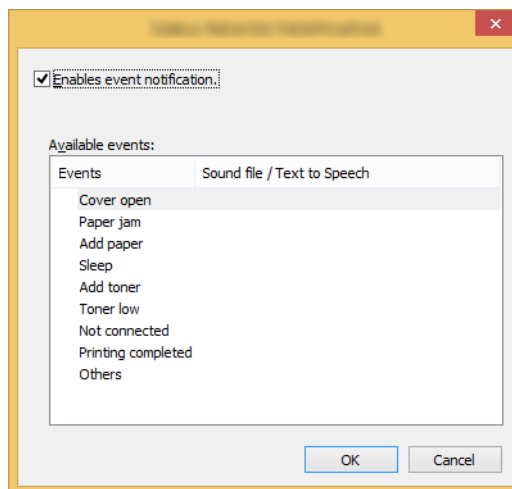 Enables event notification.
Available events:
Events Sound file / Text to Speech
Cover open
Paper jam
Add paper
Sleep
Add toner
Toner low
Not connected
Printing completed
Others
OK Cancel